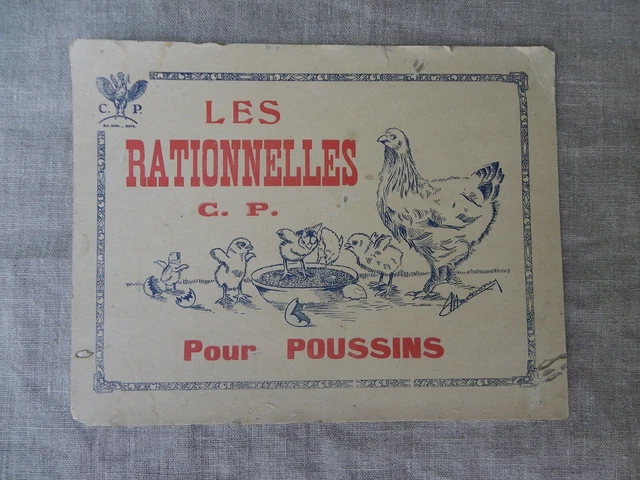 C. P.
LES
RATIONNELLES
C. P.
Pour POUSSINS